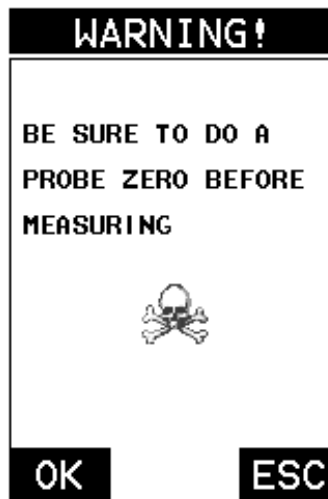 WARNING!
BE SURE TO DO A
PROBE ZERO BEFORE
MEASURING
OK ESC